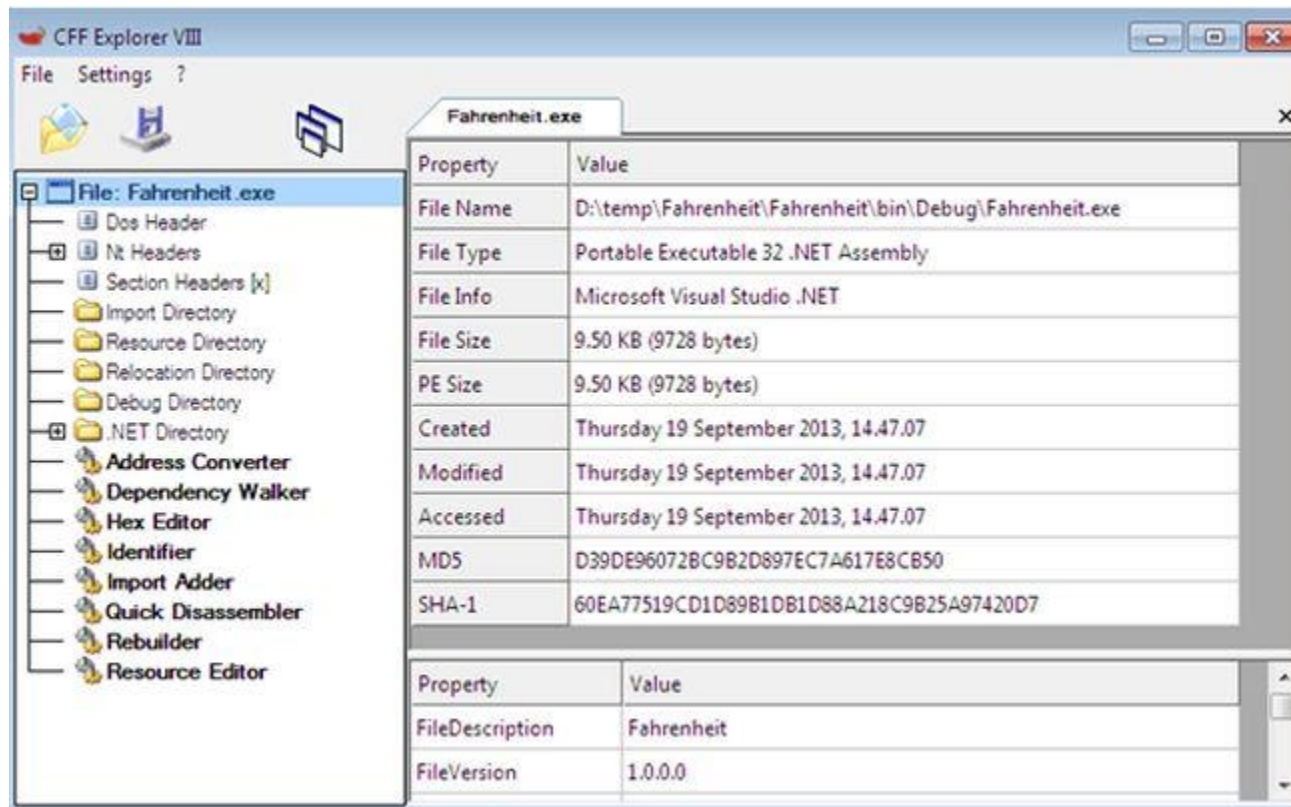 CFF Explorer VIII
File Settings ?
File: Fahrenheit.exe
Dos Header
Nt Headers
Section Headers [x]
Import Directory
Resource Directory
Relocation Directory
Debug Directory
.NET Directory
Address Converter
Dependency Walker
Hex Editor
Identifier
Import Adder
Quick Disassembler
Rebuilder
Resource Editor
Fahrenheit.exe
Property Value
File Name D:\temp\Fahrenheit\Fahrenheit\bin\Debug\Fahrenheit.exe
File Type Portable Executable 32 .NET Assembly
File Info Microsoft Visual Studio .NET
File Size 9.50 KB (9728 bytes)
PE Size 9.50 KB (9728 bytes)
Created Thursday 19 September 2013, 14.47.07
Modified Thursday 19 September 2013, 14.47.07
Accessed Thursday 19 September 2013, 14.47.07
MD5 D39DE96072BC9B2D897EC7A617E8CB50
SHA-1 60EA77519CD1D89B1DB1D88A218C9B25A97420D7
Property Value
FileDescription Fahrenheit
FileVersion 1.0.0.0